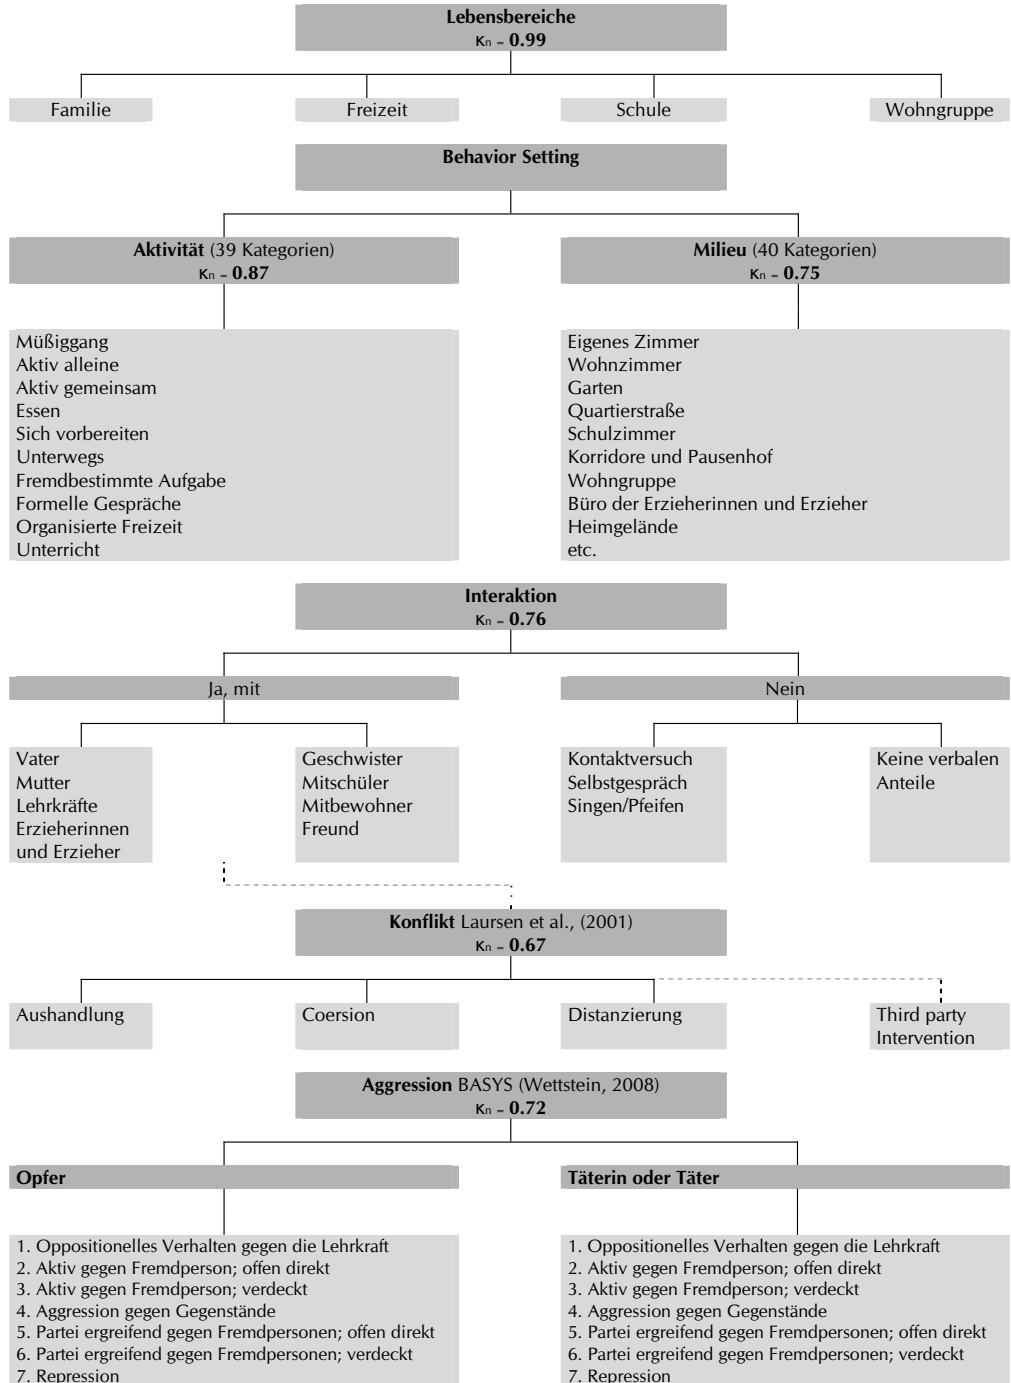 Lebensbereiche
κn – 0.99
Familie
Freizeit
Schule
Wohngruppe
Behavior Setting
Aktivität (39 Kategorien)
κn – 0.87
Milieu (40 Kategorien)
κn – 0.75
Müßiggang
Aktiv alleine
Aktiv gemeinsam
Essen
Sich vorbereiten
Unterwegs
Fremdbestimmte Aufgabe
Formelle Gespräche
Organisierte Freizeit
Unterricht
Eigenes Zimmer
Wohnzimmer
Garten
Quartierstraße
Schulzimmer
Korridore und Pausenhof
Wohngruppe
Büro der Erzieherinnen und Erzieher
Heimgelände
etc.
Interaktion
κn – 0.76
Ja, mit
Nein
Vater
Mutter
Lehrkräfte
Erzieherinnen
und Erzieher
Geschwister
Mitschüler
Mitbewohner
Freund
Kontaktversuch
Selbstgespräch
Singen/Pfeifen
Keine verbalen
Anteile
Konflikt Laursen et al., (2001)
κn – 0.67
Aushandlung
Coersion
Distanzierung
Third party
Intervention
Aggression BASYS (Wettstein, 2008)
κn – 0.72
Opfer
Täterin oder Täter
1. Oppositionelles Verhalten gegen die Lehrkraft
2. Aktiv gegen Fremdperson; offen direkt
3. Aktiv gegen Fremdperson; verdeckt
4. Aggression gegen Gegenstände
5. Partei ergreifend gegen Fremdpersonen; offen direkt
6. Partei ergreifend gegen Fremdpersonen; verdeckt
7. Repression
1. Oppositionelles Verhalten gegen die Lehrkraft
2. Aktiv gegen Fremdperson; offen direkt
3. Aktiv gegen Fremdperson; verdeckt
4. Aggression gegen Gegenstände
5. Partei ergreifend gegen Fremdpersonen; offen direkt
6. Partei ergreifend gegen Fremdpersonen; verdeckt
7. Repression